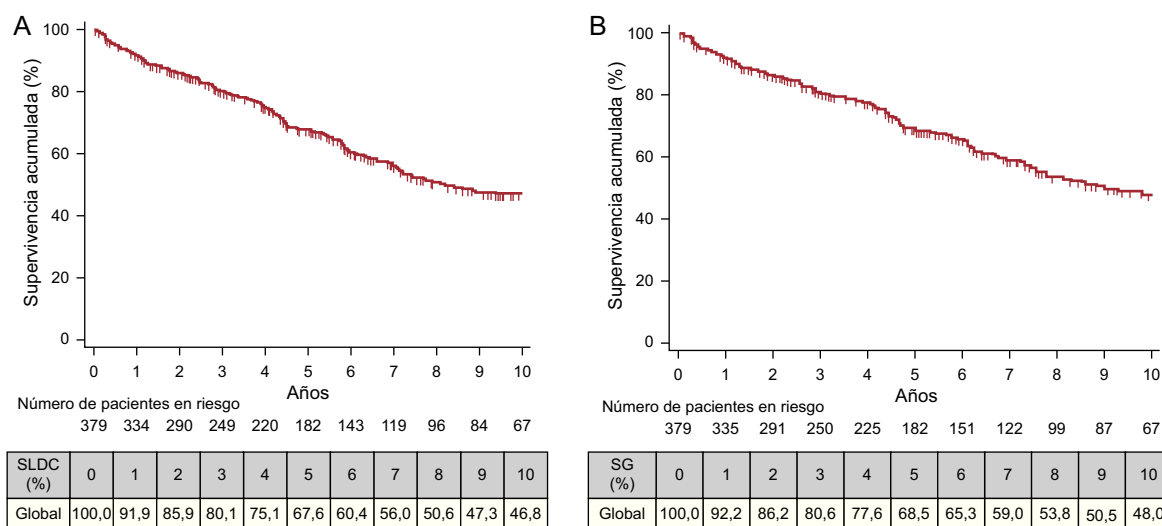 A
Supervivencia acumulada (%)
100
80
60
40
20
0
0 1 2 3 4 5 6 7 8 9 10
Años
Número de pacientes en riesgo
379 334 290 249 220 182 143 119 96 84 67
SLDC (%) 0 1 2 3 4 5 6 7 8 9 10
Global 100,0 91,9 85,9 80,1 75,1 67,6 60,4 56,0 50,6 47,3 46,8
B
Supervivencia acumulada (%)
100
80
60
40
20
0
0 1 2 3 4 5 6 7 8 9 10
Años
Número de pacientes en riesgo
379 335 291 250 225 182 151 122 99 87 67
SG (%) 0 1 2 3 4 5 6 7 8 9 10
Global 100,0 92,2 86,2 80,6 77,6 68,5 65,3 59,0 53,8 50,5 48,0